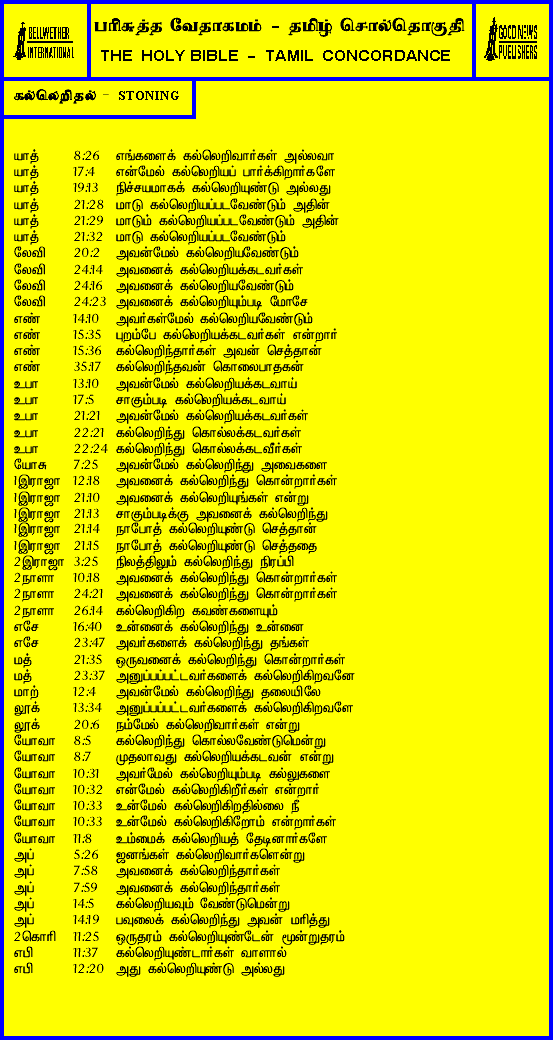 BELLWETHER
INTERNATIONAL
பரிசுத்த வேதாகமம் - தமிழ் சொல்தொகுதி
THE HOLY BIBLE - TAMIL CONCORDANCE
GOOD NEWS
PUBLISHERS
கல்லெறிதல் - STONING
யாத் 8:26 எங்களைக் கல்லெறிவார்கள் அல்லவா
யாத் 17:4 என்மேல் கல்லெறியப் பார்க்கிறார்களே
யாத் 19:13 நிச்சயமாகக் கல்லெறியுண்டு அல்லது
யாத் 21:28 மாடு கல்லெறியப்படவேண்டும் அதின்
யாத் 21:29 மாடும் கல்லெறியப்படவேண்டும் அதின்
யாத் 21:32 மாடு கல்லெறியப்படவேண்டும்
லேவி 20:2 அவன்மேல் கல்லெறியவேண்டும்
லேவி 24:14 அவனைக் கல்லெறியக்கடவர்கள்
லேவி 24:16 அவனைக் கல்லெறியவேண்டும்
லேவி 24:23 அவனைக் கல்லெறியும்படி மோசே
எண் 14:10 அவர்கள்மேல் கல்லெறியவேண்டும்
எண் 15:35 புறம்பே கல்லெறியக்கடவர்கள் என்றார்
எண் 15:36 கல்லெறிந்தார்கள் அவன் செத்தான்
எண் 35:17 கல்லெறிந்தவன் கொலைபாதகன்
உபா 13:10 அவன்மேல் கல்லெறியக்கடவாய்
உபா 17:5 சாகும்படி கல்லெறியக்கடவாய்
உபா 21:21 அவன்மேல் கல்லெறியக்கடவர்கள்
உபா 22:21 கல்லெறிந்து கொல்லக்கடவர்கள்
உபா 22:24 கல்லெறிந்து கொல்லக்கடவீர்கள்
யோசு 7:25 அவன்மேல் கல்லெறிந்து அவைகளை
1இராஜா 12:18 அவனைக் கல்லெறிந்து கொன்றார்கள்
1இராஜா 21:10 அவனைக் கல்லெறியுங்கள் என்று
1இராஜா 21:13 சாகும்படிக்கு அவனைக் கல்லெறிந்து
1இராஜா 21:14 நாபோத் கல்லெறியுண்டு செத்தான்
1இராஜா 21:15 நாபோத் கல்லெறியுண்டு செத்ததை
2இராஜா 3:25 நிலத்திலும் கல்லெறிந்து நிரப்பி
2நாளா 10:18 அவனைக் கல்லெறிந்து கொன்றார்கள்
2நாளா 24:21 அவனைக் கல்லெறிந்து கொன்றார்கள்
2நாளா 26:14 கல்லெறிகிற கவண்களையும்
எசே 16:40 உன்னைக் கல்லெறிந்து உன்னை
எசே 23:47 அவர்களைக் கல்லெறிந்து தங்கள்
மத் 21:35 ஒருவனைக் கல்லெறிந்து கொன்றார்கள்
மத் 23:37 அனுப்பப்பட்டவர்களைக் கல்லெறிகிறவனே
மாற் 12:4 அவன்மேல் கல்லெறிந்து தலையிலே
லூக் 13:34 அனுப்பப்பட்டவர்களைக் கல்லெறிகிறவளே
லூக் 20:6 நம்மேல் கல்லெறிவார்கள் என்று
யோவா 8:5 கல்லெறிந்து கொல்லவேண்டுமென்று
யோவா 8:7 முதலாவது கல்லெறியக்கடவன் என்று
யோவா 10:31 அவர்மேல் கல்லெறியும்படி கல்லுகளை
யோவா 10:32 என்மேல் கல்லெறிகிறீர்கள் என்றார்
யோவா 10:33 உன்மேல் கல்லெறிகிறதில்லை நீ
யோவா 10:33 உன்மேல் கல்லெறிகிறோம் என்றார்கள்
யோவா 11:8 உம்மைக் கல்லெறியத் தேடினார்களே
அப் 5:26 ஜனங்கள் கல்லெறிவார்களென்று
அப் 7:58 அவனைக் கல்லெறிந்தார்கள்
அப் 7:59 அவனைக் கல்லெறிந்தார்கள்
அப் 14:5 கல்லெறியவும் வேண்டுமென்று
அப் 14:19 பவுலைக் கல்லெறிந்து அவன் மரித்து
2கொரி 11:25 ஒருதரம் கல்லெறியுண்டேன் மூன்றுதரம்
எபி 11:37 கல்லெறியுண்டார்கள் வாளால்
எபி 12:20 அது கல்லெறியுண்டு அல்லது